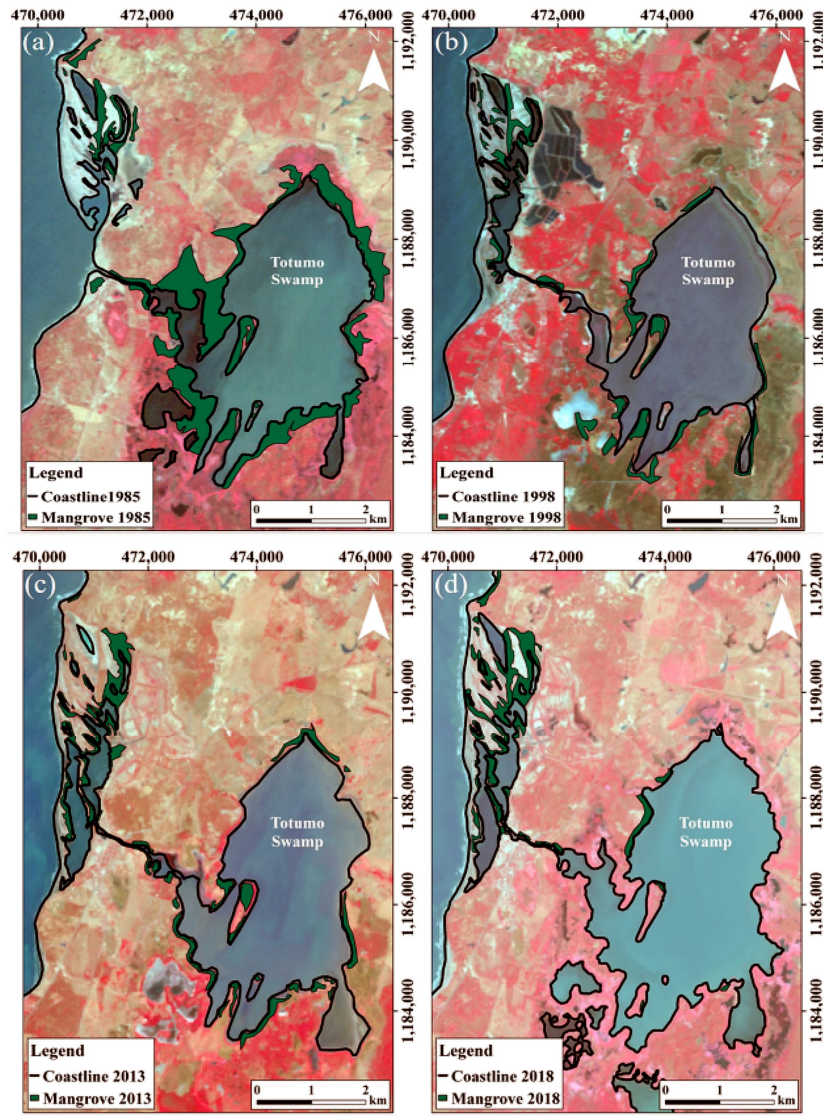 470,000 472,000 474,000 476,000
(a)
N
1,192,000
1,190,000
1,188,000
1,186,000
1,184,000
Totumo
Swamp
Legend
Coastline1985
Mangrove 1985
0 1 2
km
470,000 472,000 474,000 476,000
(b)
N
1,192,000
1,190,000
1,188,000
1,186,000
1,184,000
Totumo
Swamp
Legend
Coastline 1998
Mangrove 1998
0 1 2
km
470,000 472,000 474,000 476,000
(c)
N
1,192,000
1,190,000
1,188,000
1,186,000
1,184,000
Totumo
Swamp
Legend
Coastline 2013
Mangrove 2013
0 1 2
km
470,000 472,000 474,000 476,000
(d)
N
1,192,000
1,190,000
1,188,000
1,186,000
1,184,000
Totumo
Swamp
Legend
Coastline 2018
Mangrove 2018
0 1 2
km